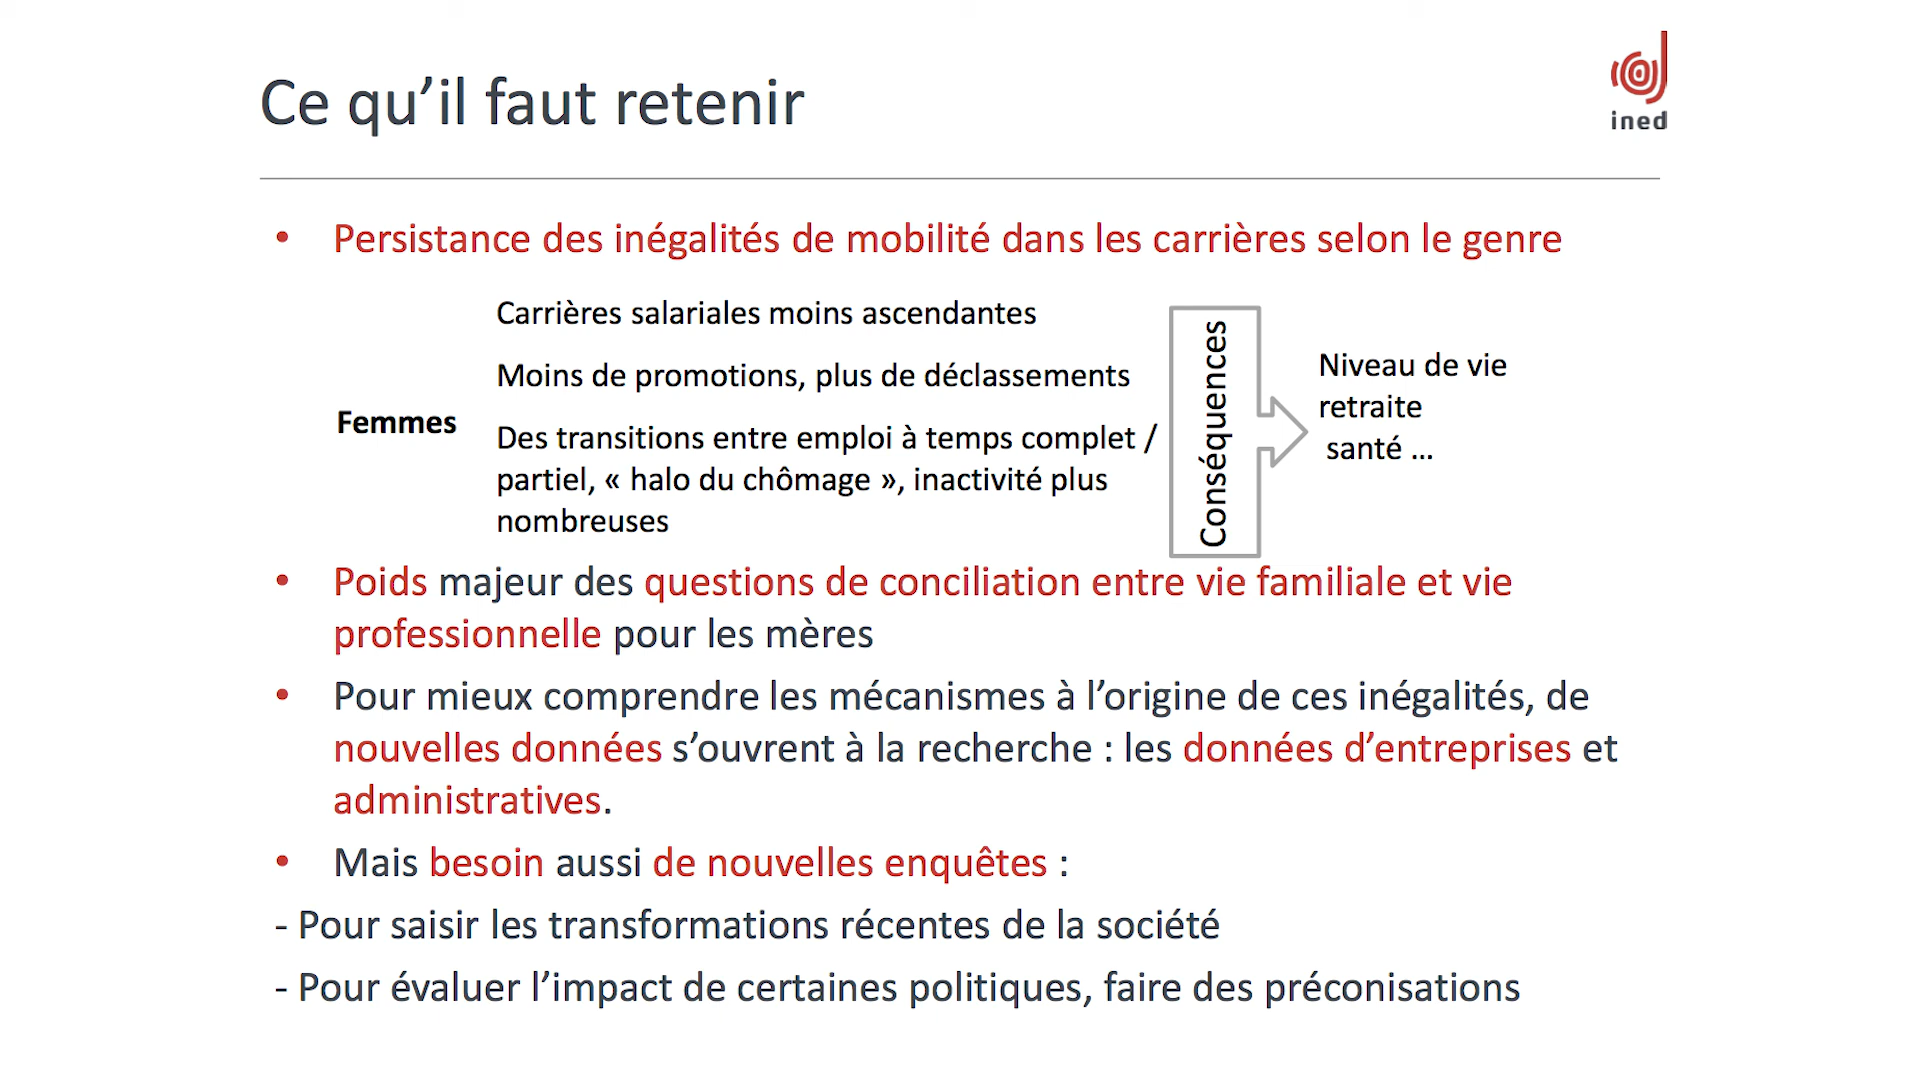 Ce qu’il faut retenir
ined
• Persistance des inégalités de mobilité dans les carrières selon le genre
Femmes
Carrières salariales moins ascendantes
Moins de promotions, plus de déclassements
Des transitions entre emploi à temps complet /
partiel, « halo du chômage », inactivité plus
nombreuses
Conséquences
Niveau de vie
retraite
santé ...
• Poids majeur des questions de conciliation entre vie familiale et vie
professionnelle pour les mères
• Pour mieux comprendre les mécanismes à l’origine de ces inégalités, de
nouvelles données s’ouvrent à la recherche : les données d’entreprises et
administratives.
• Mais besoin aussi de nouvelles enquêtes :
- Pour saisir les transformations récentes de la société
- Pour évaluer l’impact de certaines politiques, faire des préconisations